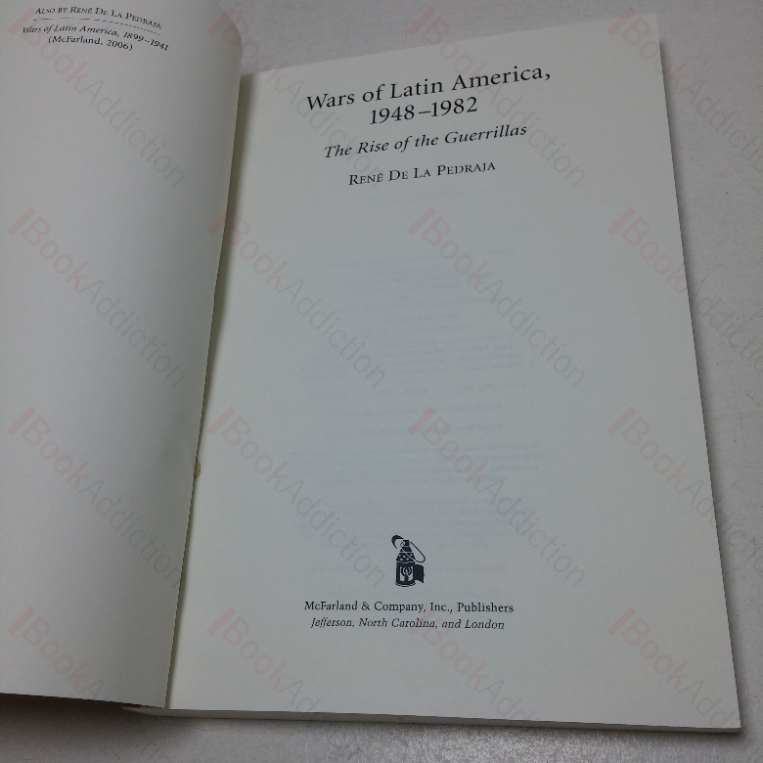 ALSO BY RENÉ DE LA PEDRAJA
Wars of Latin America, 1899–1941
(McFarland, 2006)
Wars of Latin America,
1948–1982
The Rise of the Guerrillas
RENÉ DE LA PEDRAJA
McFarland & Company, Inc., Publishers
Jefferson, North Carolina, and London
BookAddiction